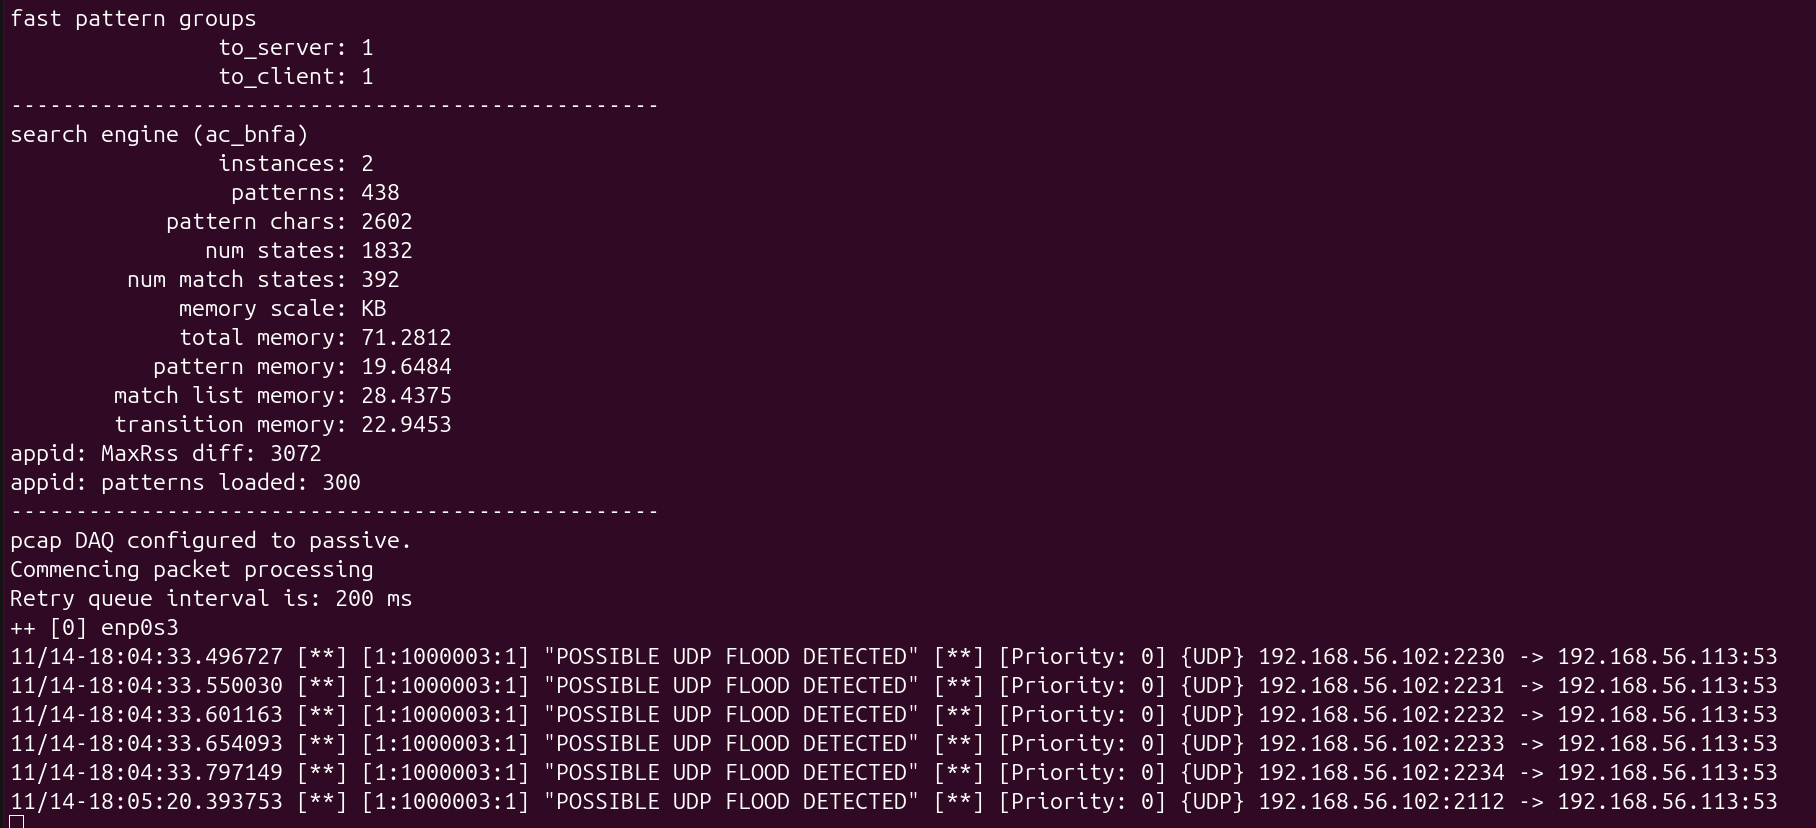 fast pattern groups
to_server: 1
to_client: 1
--------------------------------------------------
search engine (ac_bnfa)
instances: 2
patterns: 438
pattern chars: 2602
num states: 1832
num match states: 392
memory scale: KB
total memory: 71.2812
pattern memory: 19.6484
match list memory: 28.4375
transition memory: 22.9453
appid: MaxRss diff: 3072
appid: patterns loaded: 300
--------------------------------------------------
pcap DAQ configured to passive.
Commencing packet processing
Retry queue interval is: 200 ms
++ [0] enp0s3
11/14-18:04:33.496727 [**] [1:1000003:1] "POSSIBLE UDP FLOOD DETECTED" [**] [Priority: 0] {UDP} 192.168.56.102:2230 -> 192.168.56.113:53
11/14-18:04:33.550030 [**] [1:1000003:1] "POSSIBLE UDP FLOOD DETECTED" [**] [Priority: 0] {UDP} 192.168.56.102:2231 -> 192.168.56.113:53
11/14-18:04:33.601163 [**] [1:1000003:1] "POSSIBLE UDP FLOOD DETECTED" [**] [Priority: 0] {UDP} 192.168.56.102:2232 -> 192.168.56.113:53
11/14-18:04:33.654093 [**] [1:1000003:1] "POSSIBLE UDP FLOOD DETECTED" [**] [Priority: 0] {UDP} 192.168.56.102:2233 -> 192.168.56.113:53
11/14-18:04:33.797149 [**] [1:1000003:1] "POSSIBLE UDP FLOOD DETECTED" [**] [Priority: 0] {UDP} 192.168.56.102:2234 -> 192.168.56.113:53
11/14-18:05:20.393753 [**] [1:1000003:1] "POSSIBLE UDP FLOOD DETECTED" [**] [Priority: 0] {UDP} 192.168.56.102:2112 -> 192.168.56.113:53